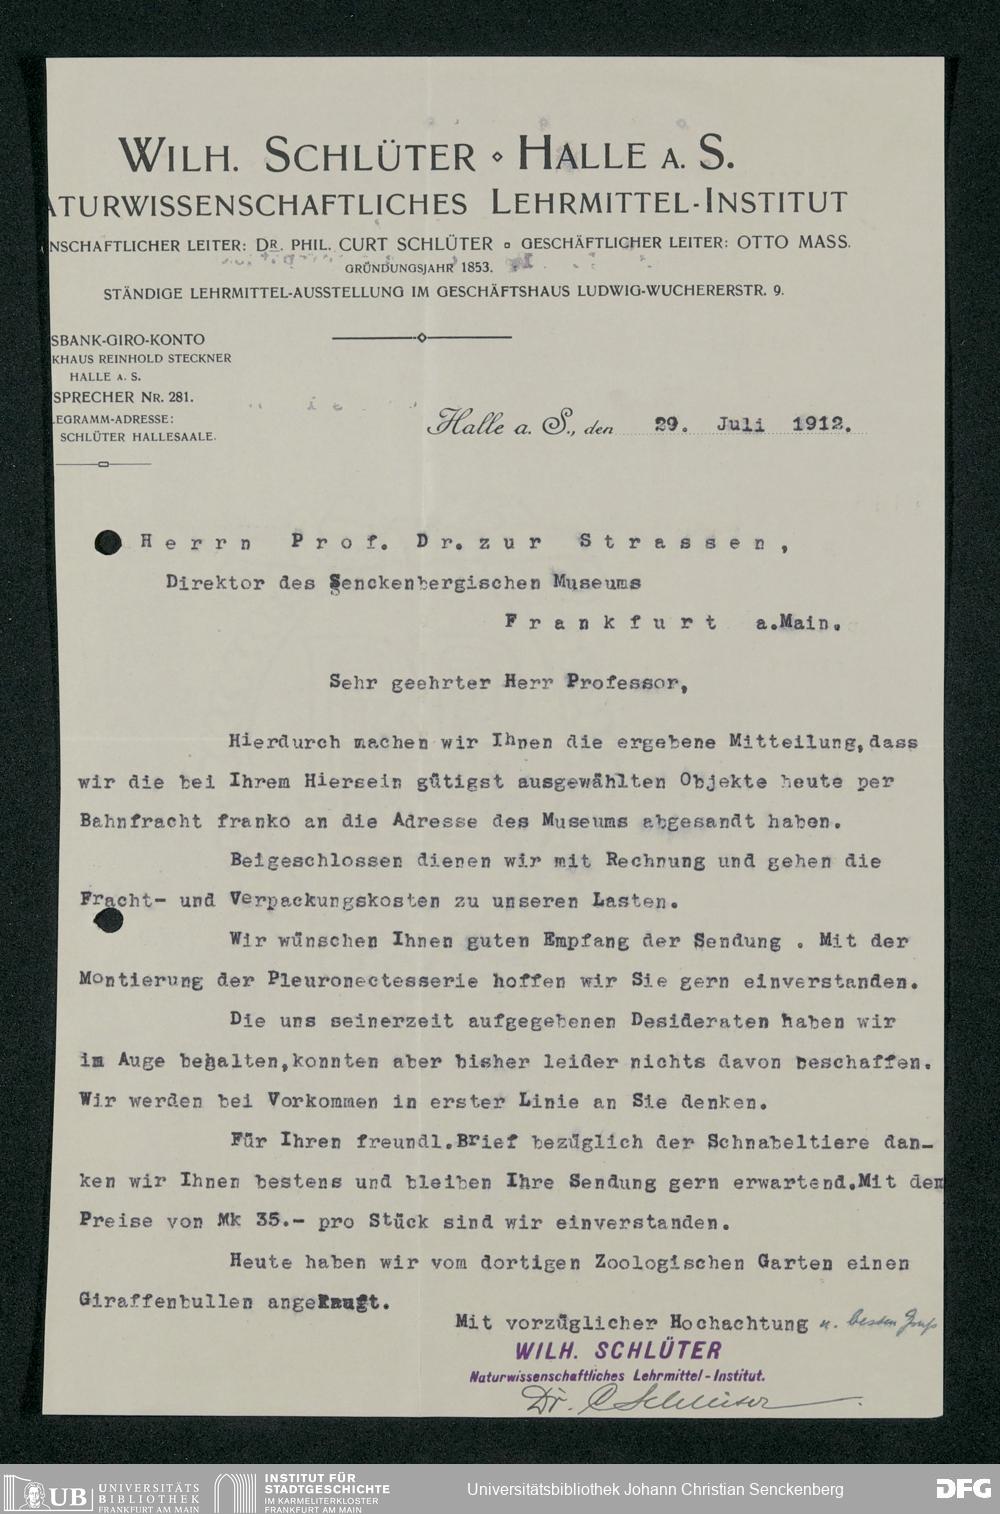 WILH. SCHLÜTER ⋄ HALLE A. S.
ATURWISSENSCHAFTLICHES LEHRMITTEL-INSTITUT
NSCHAFTLICHER LEITER: DR. PHIL. CURT SCHLÜTER ▫ GESCHÄFTLICHER LEITER: OTTO MASS.
GRÜNDUNGSJAHR 1853.
STÄNDIGE LEHRMITTEL-AUSSTELLUNG IM GESCHÄFTSHAUS LUDWIG-WUCHERERSTR. 9.
SBANK-GIRO-KONTO
KHAUS REINHOLD STECKNER
HALLE A. S.
SPRECHER NR. 281.
EGRAMM-ADRESSE:
SCHLÜTER HALLESAALE.
Halle a. S., den 29. Juli 1912.
Herrn Prof. Dr. zur Strassen,
Direktor des Senckenbergischen Museums
Frankfurt a.Main.
Sehr geehrter Herr Professor,
Hierdurch machen wir Ihnen die ergebene Mitteilung,dass
wir die bei Ihrem Hiersein gütigst ausgewählten Objekte heute per
Bahnfracht franko an die Adresse des Museums abgesandt haben.
Beigeschlossen dienen wir mit Rechnung und gehen die
Fracht- und Verpackungskosten zu unseren Lasten.
Wir wünschen Ihnen guten Empfang der Sendung . Mit der
Montierung der Pleuronectesserie hoffen wir Sie gern einverstanden.
Die uns seinerzeit aufgegebenen Desideraten haben wir
im Auge behalten,konnten aber bisher leider nichts davon beschaffen.
Wir werden bei Vorkommen in erster Linie an Sie denken.
Für Ihren freundl.Brief bezüglich der Schnabeltiere dan-
ken wir Ihnen bestens und bleiben Ihre Sendung gern erwartend.Mit dem
Preise von Mk 35.- pro Stück sind wir einverstanden.
Heute haben wir vom dortigen Zoologischen Garten einen
Giraffenbullen angekauft.
Mit vorzüglicher Hochachtung u. besten Gruß
WILH. SCHLÜTER
Naturwissenschaftliches Lehrmittel-Institut.
Dr. C Schlüter
UB UNIVERSITÄTS
BIBLIOTHEK
FRANKFURT AM MAIN
INSTITUT FÜR
STADTGESCHICHTE
IM KARMELITERKLOSTER
FRANKFURT AM MAIN
Universitätsbibliothek Johann Christian Senckenberg
DFG